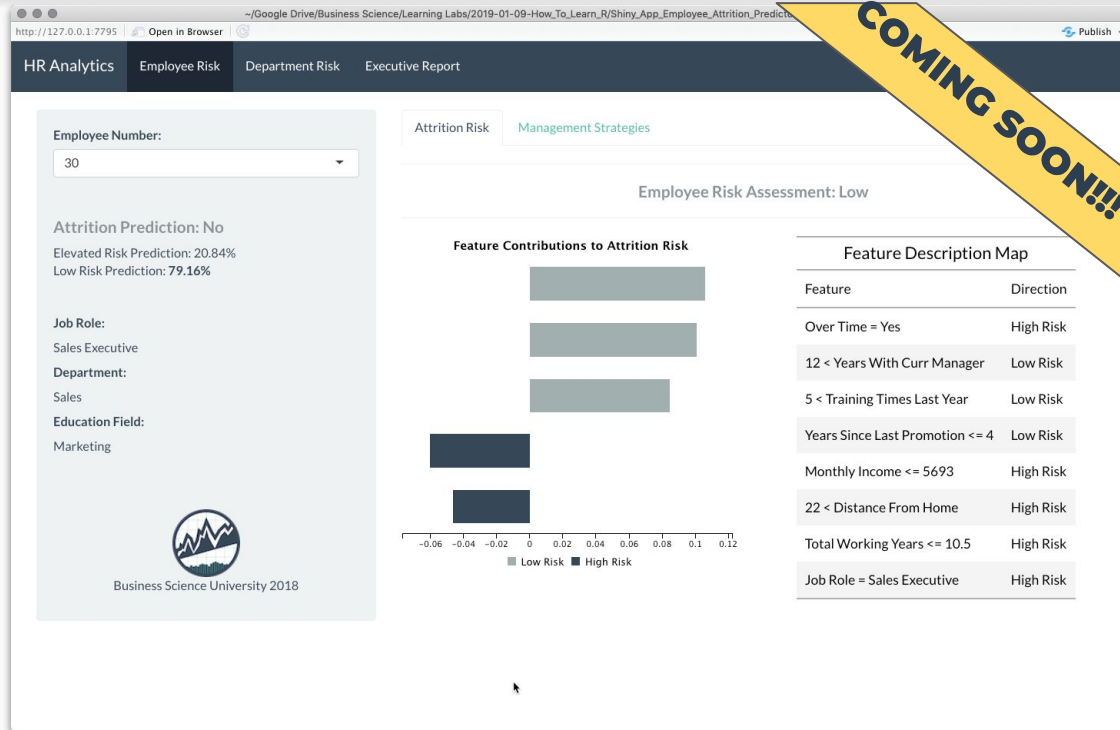 ~/Google Drive/Business Science/Learning Labs/2019-01-09-How_To_Learn_R/Shiny_App_Employee_Attrition_Predicto
http://127.0.0.1:7795 Open in Browser Publish
COMING SOON!!!
HR Analytics Employee Risk Department Risk Executive Report
Employee Number:
30
Attrition Prediction: No
Elevated Risk Prediction: 20.84%
Low Risk Prediction: 79.16%
Job Role:
Sales Executive
Department:
Sales
Education Field:
Marketing
Business Science University 2018
Attrition Risk Management Strategies
Employee Risk Assessment: Low
Feature Contributions to Attrition Risk
-0.06 -0.04 -0.02 0 0.02 0.04 0.06 0.08 0.1 0.12
Low Risk High Risk
Feature Description Map
Feature Direction
Over Time = Yes High Risk
12 < Years With Curr Manager Low Risk
5 < Training Times Last Year Low Risk
Years Since Last Promotion <= 4 Low Risk
Monthly Income <= 5693 High Risk
22 < Distance From Home High Risk
Total Working Years <= 10.5 High Risk
Job Role = Sales Executive High Risk